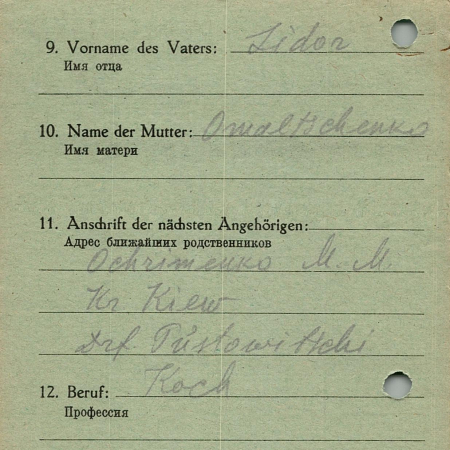 9. Vorname des Vaters: Sidor
Имя отца
10. Name der Mutter: Omeltschenko
Имя матери
11. Anschrift der nächsten Angehörigen:
Адрес ближайших родственников
Ochrimenko M. M.
Kr Kiew
Drf. Pustowitschi
12. Beruf: Koch
Профессия